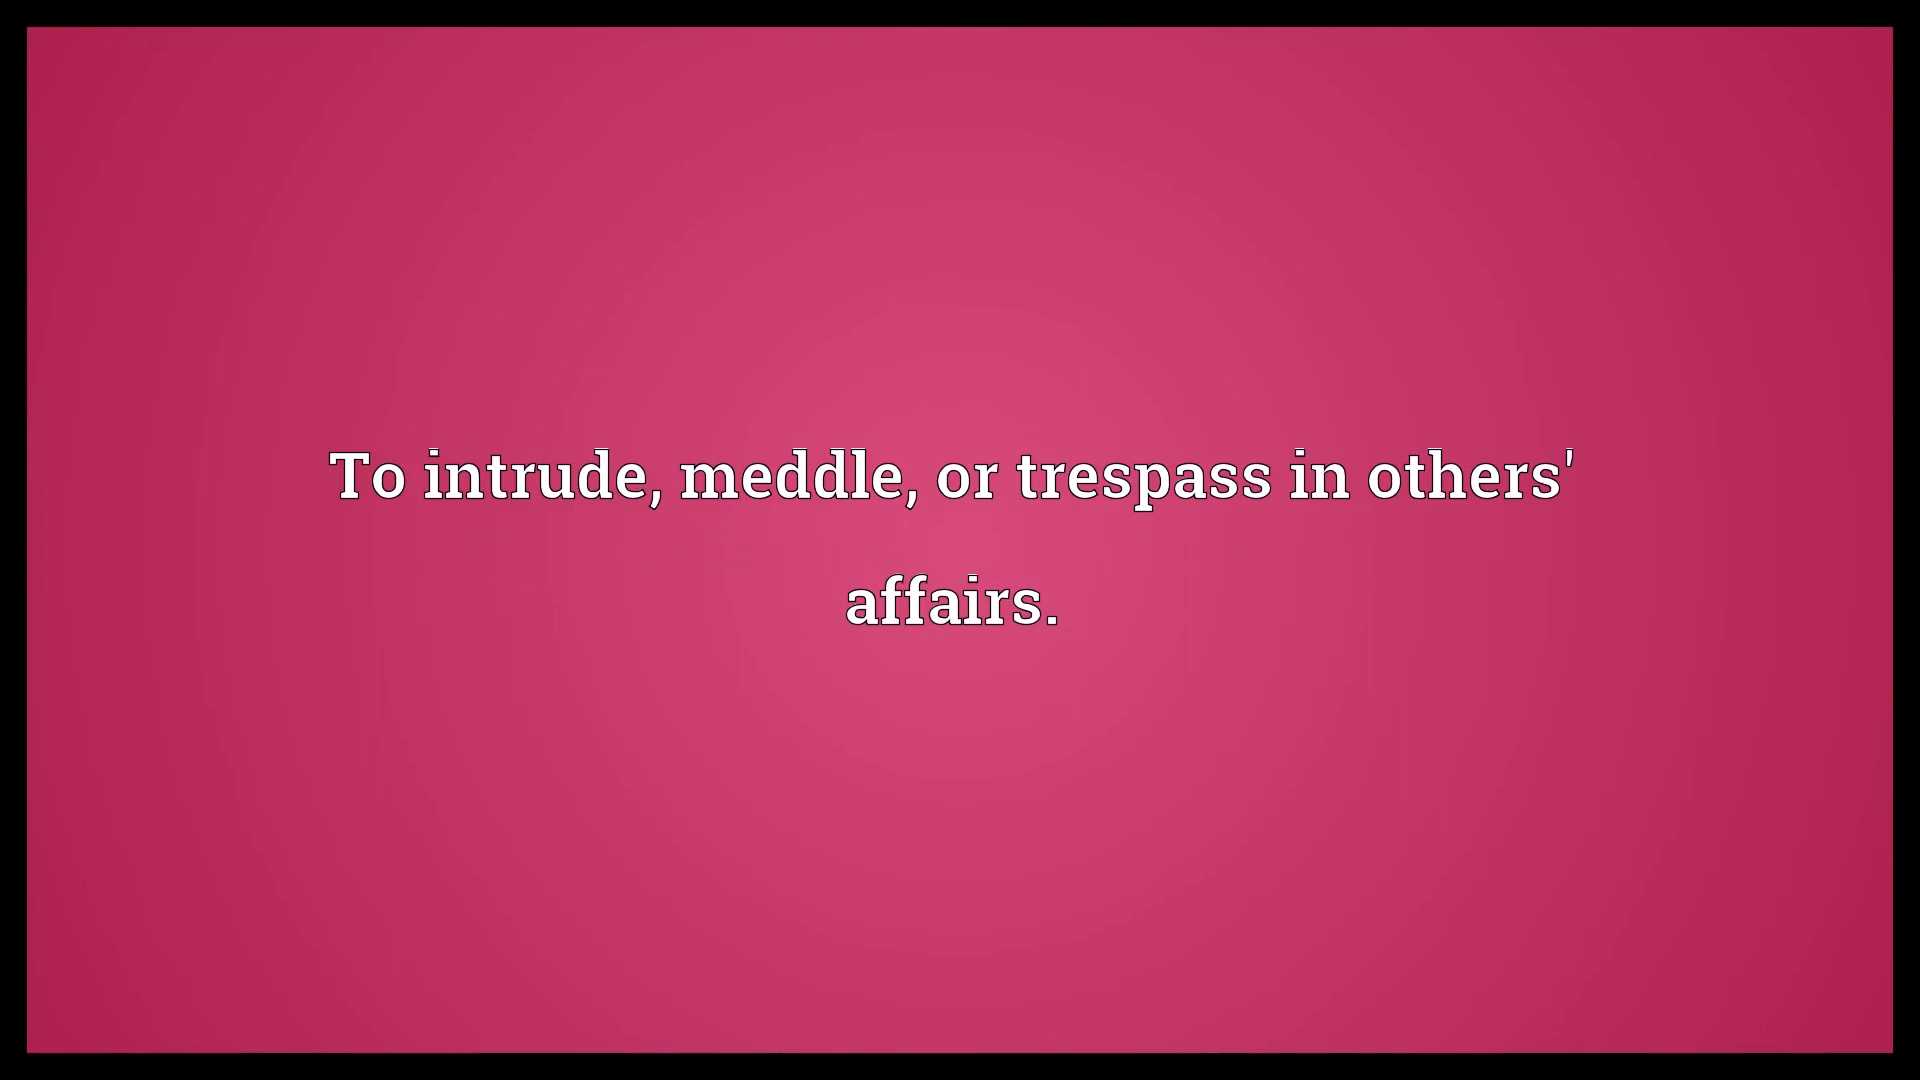 To intrude, meddle, or trespass in others'
affairs.